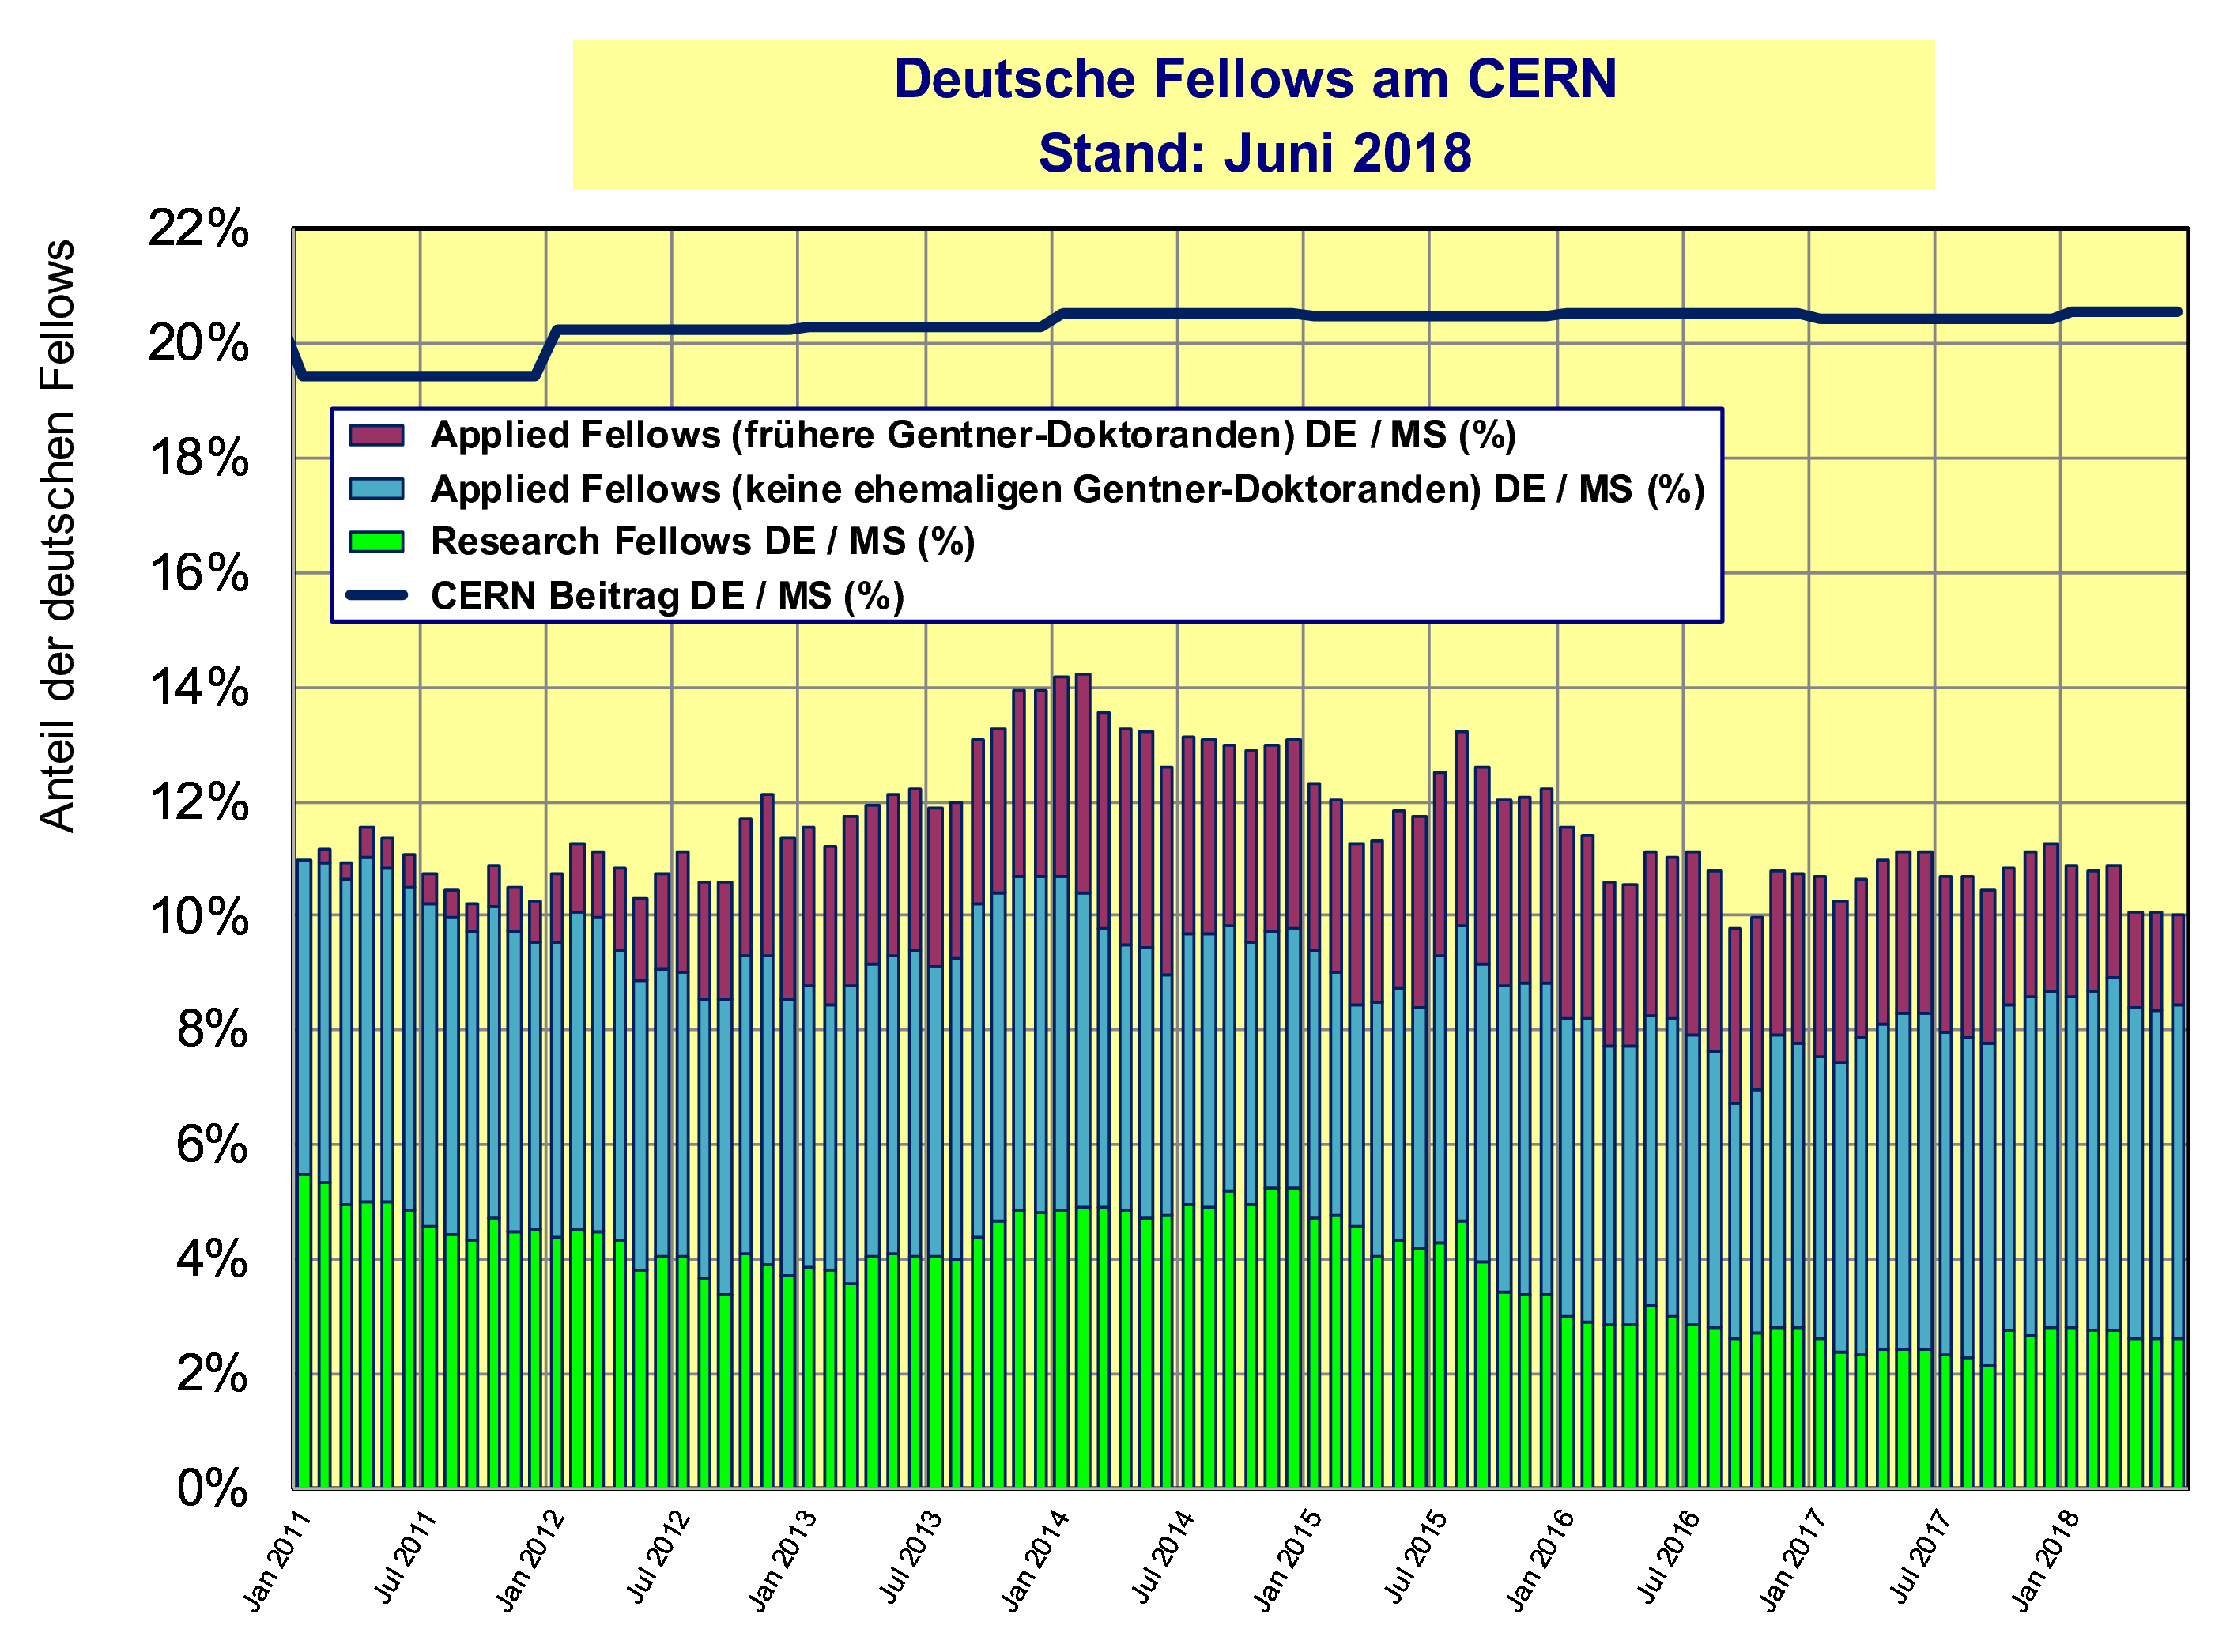 Deutsche Fellows am CERN
Stand: Juni 2018
Anteil der deutschen Fellows
22%
20%
18%
16%
14%
12%
10%
8%
6%
4%
2%
0%
Applied Fellows (frühere Gentner-Doktoranden) DE / MS (%)
Applied Fellows (keine ehemaligen Gentner-Doktoranden) DE / MS (%)
Research Fellows DE / MS (%)
CERN Beitrag DE / MS (%)
Jan 2011
Jul 2011
Jan 2012
Jul 2012
Jan 2013
Jul 2013
Jan 2014
Jul 2014
Jan 2015
Jul 2015
Jan 2016
Jul 2016
Jan 2017
Jul 2017
Jan 2018